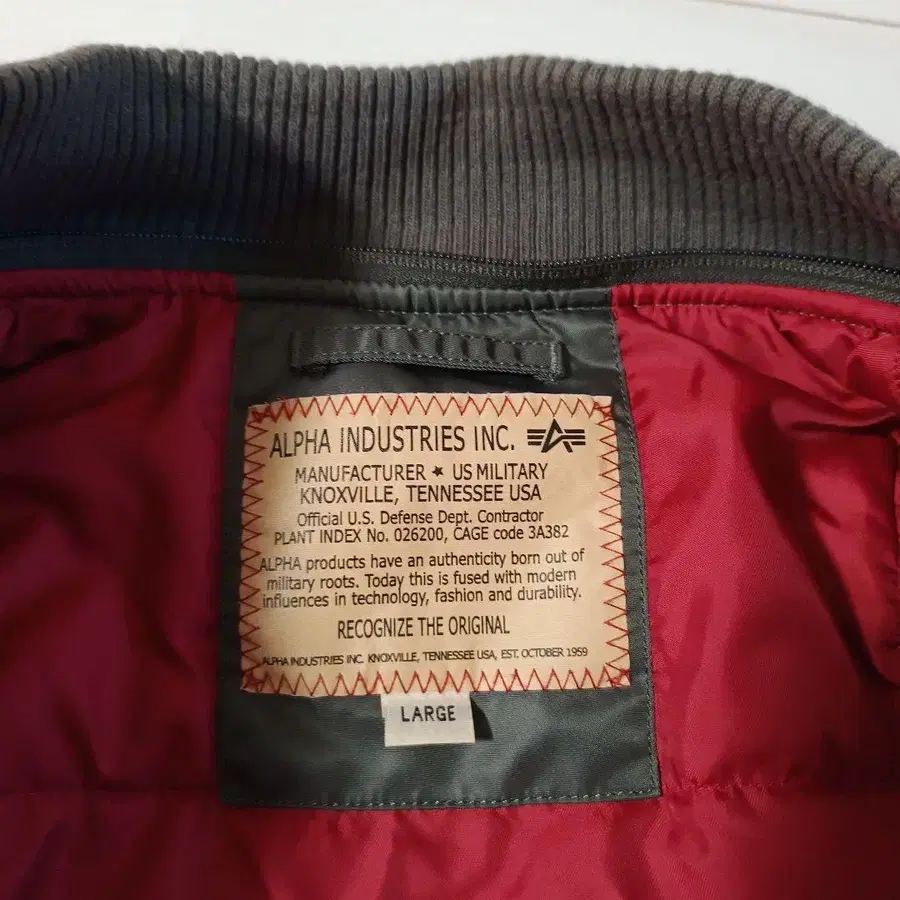 ALPHA INDUSTRIES INC.
MANUFACTURER ★ US MILITARY
KNOXVILLE, TENNESSEE USA
Official U.S. Defense Dept. Contractor
PLANT INDEX No. 026200, CAGE code 3A382
ALPHA products have an authenticity born out of
military roots. Today this is fused with modern
influences in technology, fashion and durability.
RECOGNIZE THE ORIGINAL
ALPHA INDUSTRIES INC. KNOXVILLE, TENNESSEE USA, EST. OCTOBER 1959
LARGE